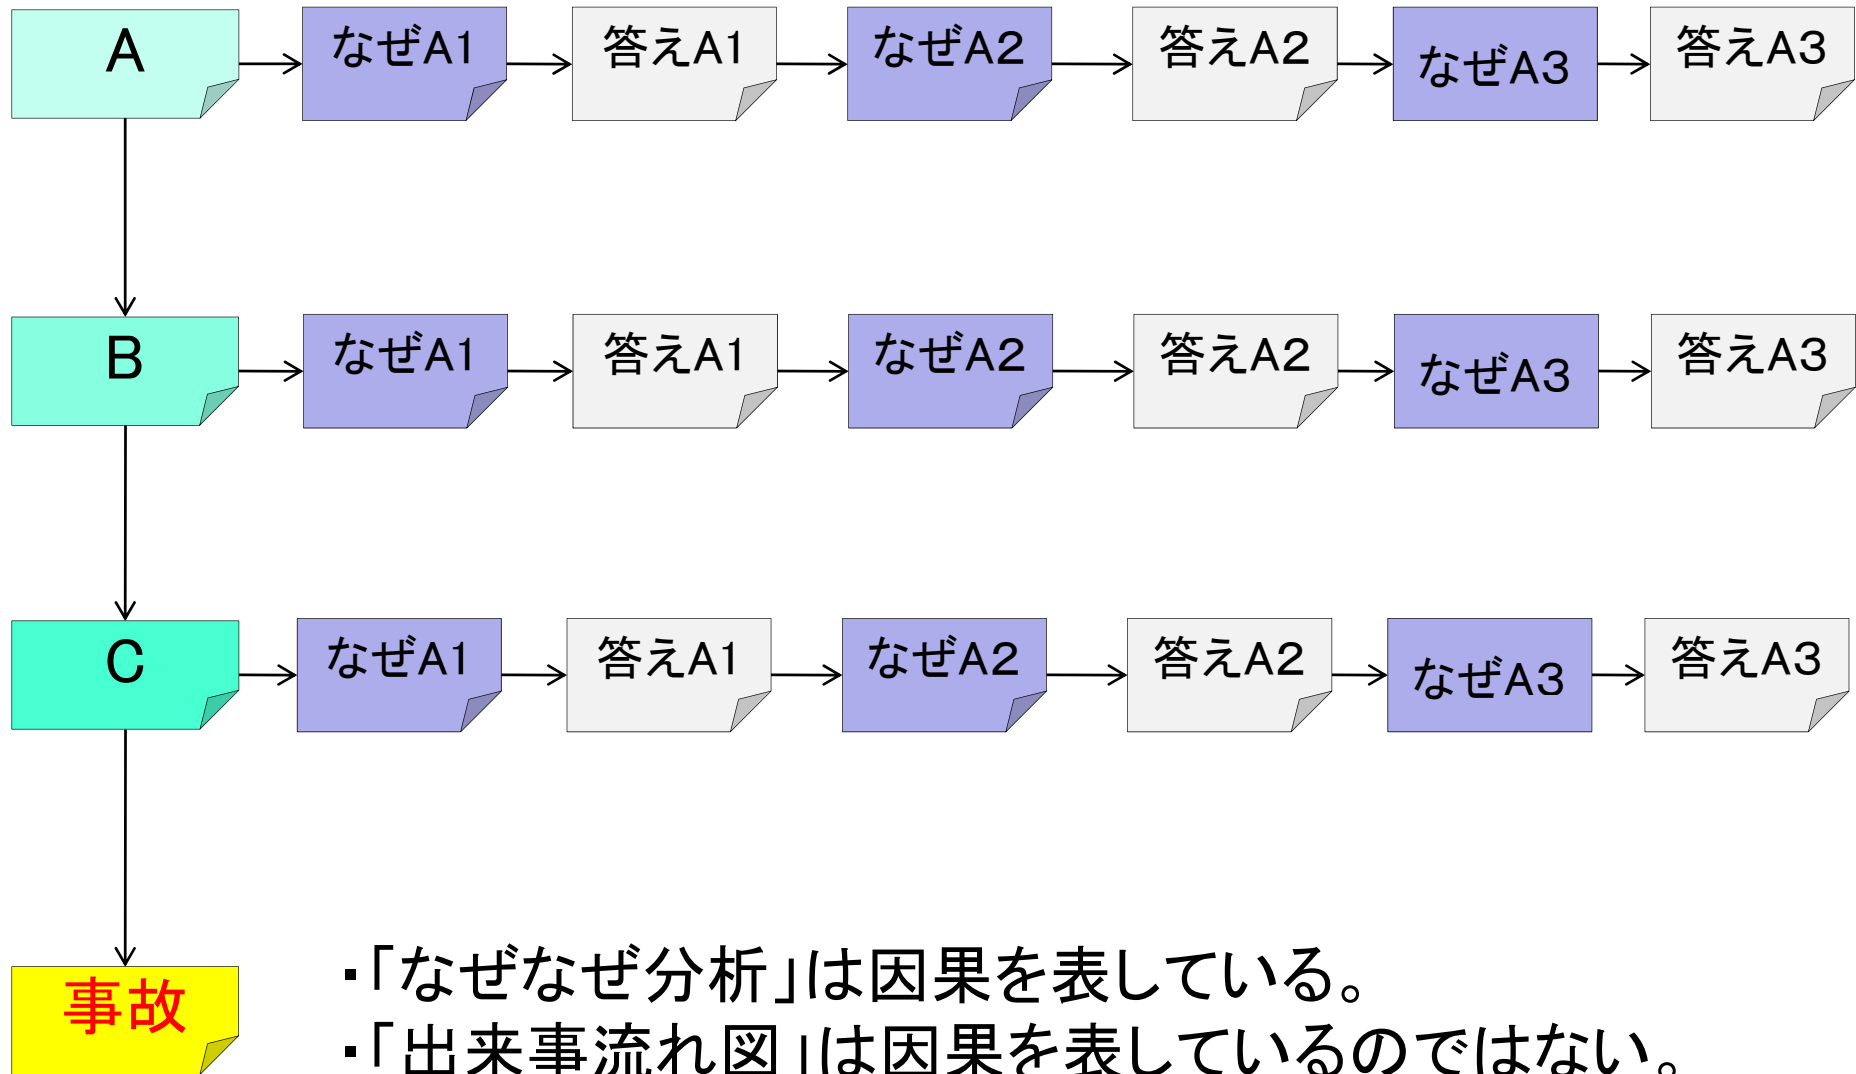 A なぜA1 答えA1 なぜA2 答えA2 なぜA3 答えA3
B なぜA1 答えA1 なぜA2 答えA2 なぜA3 答えA3
C なぜA1 答えA1 なぜA2 答えA2 なぜA3 答えA3
事故
・「なぜなぜ分析」は因果を表している。
・「出来事流れ図」は因果を表しているのではない。